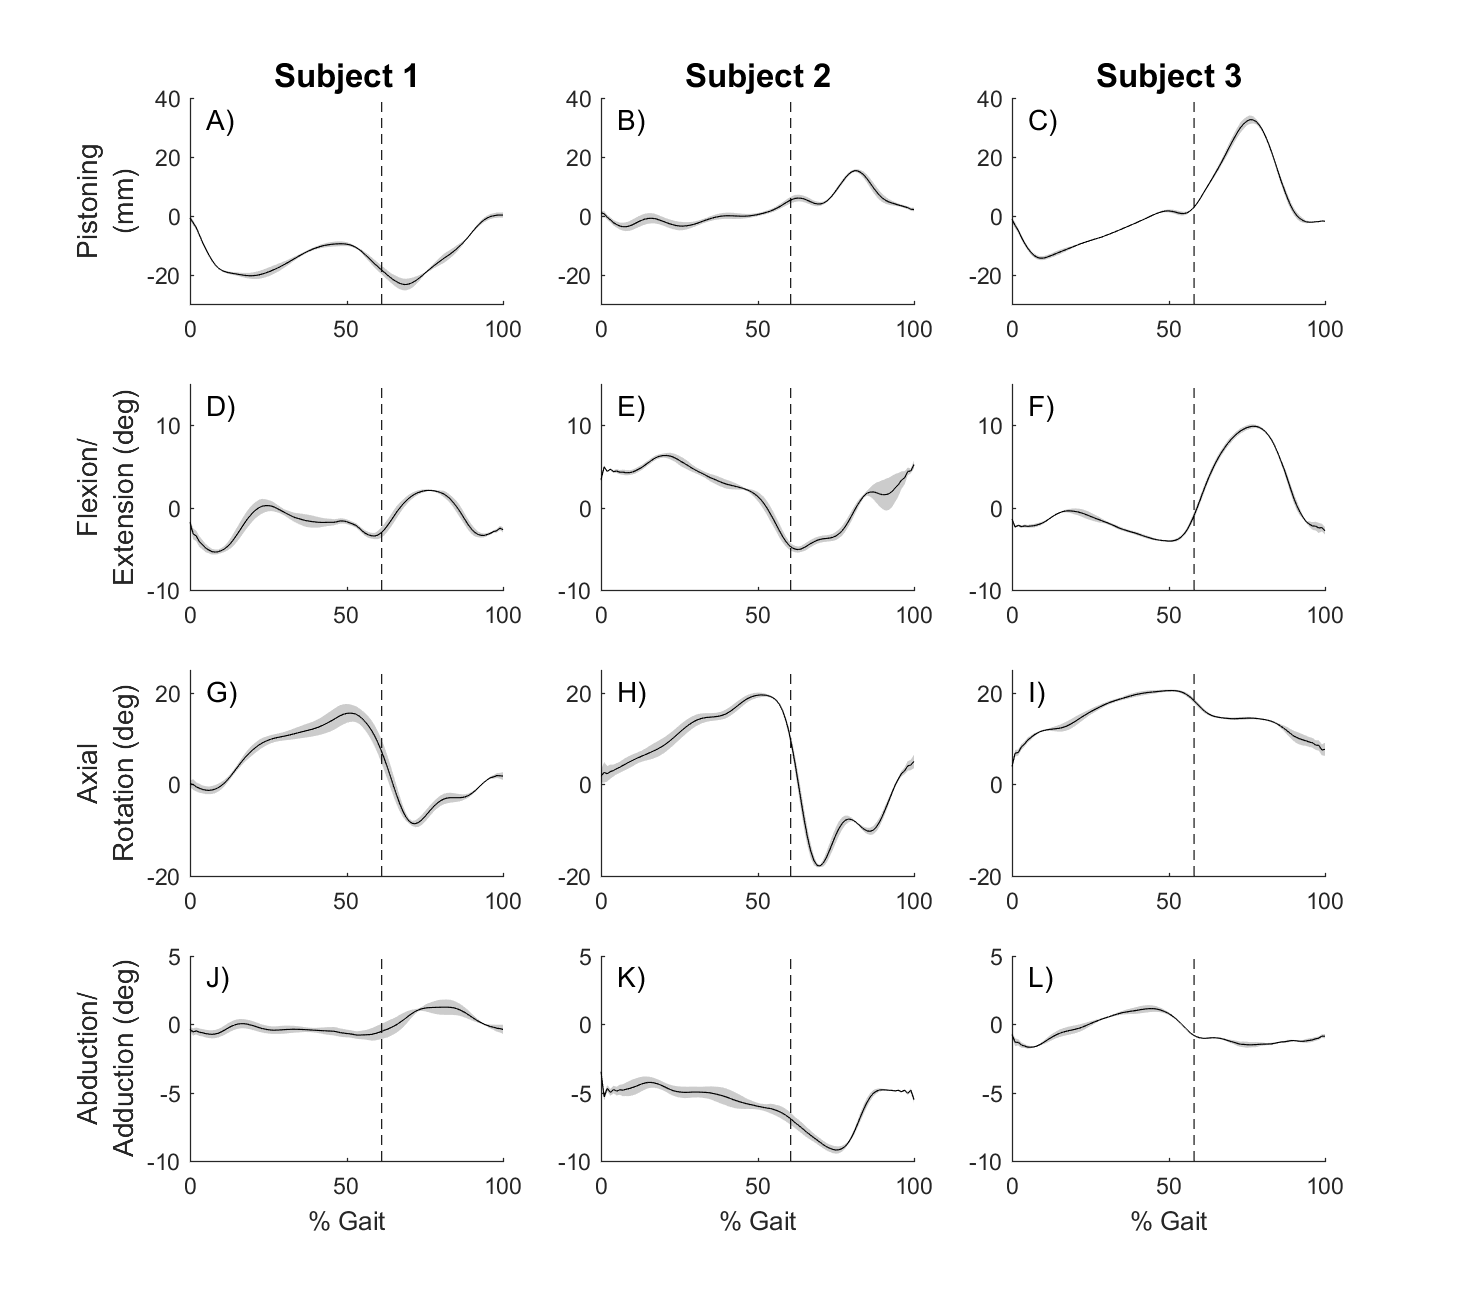 Subject 1 Subject 2 Subject 3
Pistoning
(mm)
A) B) C)
40 20 0 -20
0 50 100
40 20 0 -20
0 50 100
40 20 0 -20
0 50 100
Flexion/
Extension (deg)
D) E) F)
10 0 -10
0 50 100
10 0 -10
0 50 100
10 0 -10
0 50 100
Axial
Rotation (deg)
G) H) I)
20 0 -20
0 50 100
20 0 -20
0 50 100
20 0 -20
0 50 100
Abduction/
Adduction (deg)
J) K) L)
5 0 -5 -10
0 50 100
5 0 -5 -10
0 50 100
5 0 -5 -10
0 50 100
% Gait % Gait % Gait